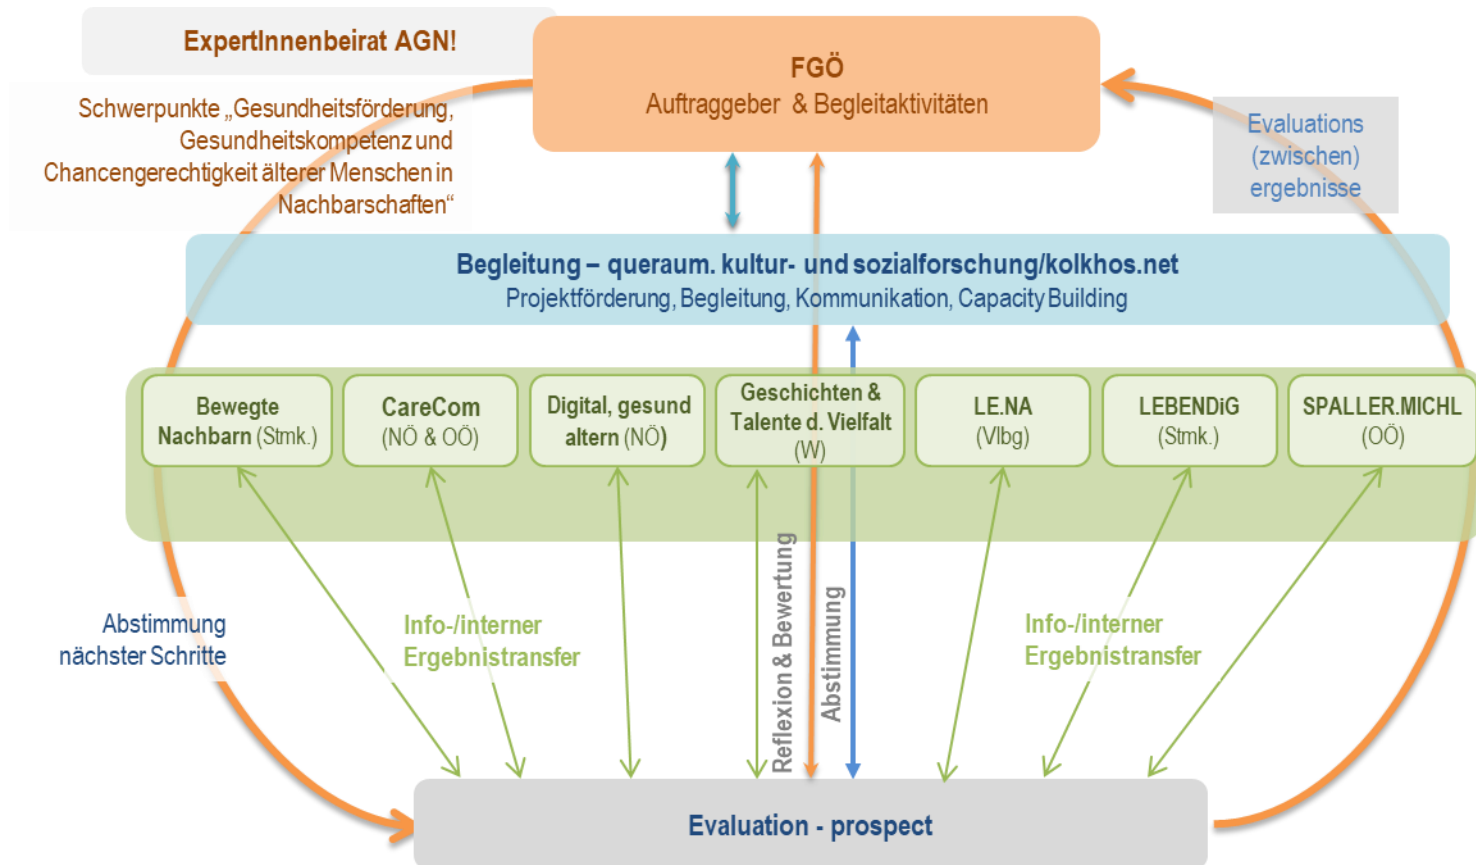 ExpertInnenbeirat AGN!
FGÖ
Auftraggeber & Begleitaktivitäten
Schwerpunkte „Gesundheitsförderung,
Gesundheitskompetenz und
Chancengerechtigkeit älterer Menschen in
Nachbarschaften“
Evaluations
(zwischen)
ergebnisse
Begleitung – queraum. kultur- und sozialforschung/kolkhos.net
Projektförderung, Begleitung, Kommunikation, Capacity Building
Bewegte
Nachbarn (Stmk.)
CareCom
(NÖ & OÖ)
Digital, gesund
altern (NÖ)
Geschichten &
Talente d. Vielfalt
(W)
LE.NA
(Vlbg)
LEBENDiG
(Stmk.)
SPALLER.MICHL
(OÖ)
Abstimmung
nächster Schritte
Info-/interner
Ergebnistransfer
Reflexion & Bewertung
Abstimmung
Info-/interner
Ergebnistransfer
Evaluation - prospect